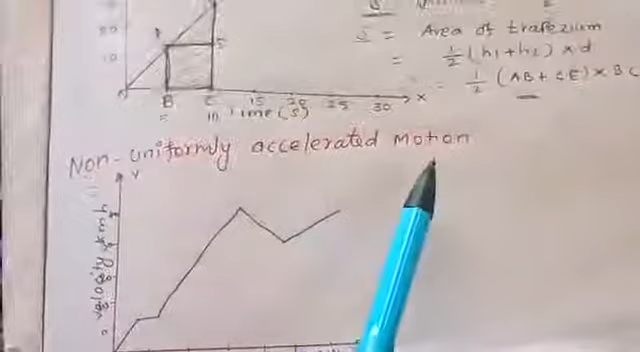 S = Area of trapezium
= 1/2 (h1+h2) x d
= 1/2 (AB + CE) x BC
A B C 10 15 20 25 30 X
Time (s)
Non-uniformly accelerated motion
Y
velocity